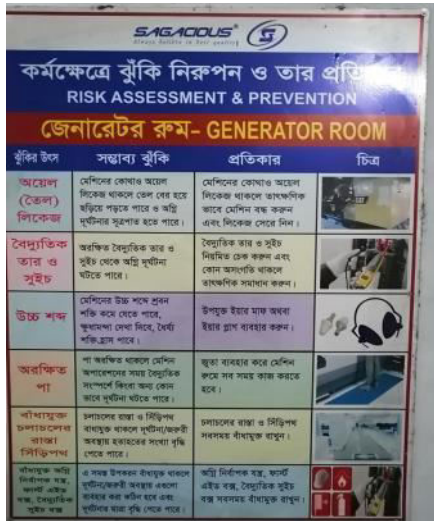 SAGACIOUS
Always believe in best quality
কর্মক্ষেত্রে ঝুঁকি নিরুপন ও তার
RISK ASSESSMENT & PREVENTION
জেনারেটর রুম- GENERATOR ROOM
ঝুঁকির উৎস সম্ভাব্য ঝুঁকি প্রতিকার চিত্র
অয়েল
(তেল)
লিকেজ
মেশিনের কোথাও অয়েল
লিকেজ থাকলে তেল বের হয়ে
ছড়িয়ে পড়তে পারে ও অগ্নি
দূর্ঘটনার সূত্রপাত হতে পারে।
মেশিনের কোথাও অয়েল
লিকেজ থাকলে তাৎক্ষণিক
ভাবে মেশিন বন্ধ করুন
এবং লিকেজ সেরে নিন।
বৈদ্যুতিক
তার ও
সুইচ
অরক্ষিত বৈদ্যুতিক তার ও
সুইচ থেকে অগ্নি দূর্ঘটনা
ঘটতে পারে।
বৈদ্যুতিক তার ও সুইচ
নিয়মিত চেক করুন এবং
কোন অসংগতি থাকলে
তাৎক্ষণিক সমাধান করুন।
উচ্চ শব্দ
মেশিনের উচ্চ শব্দে শ্রবন
শক্তি কমে যেতে পারে,
ক্ষুধামন্দা দেখা দিবে, ধৈর্য্য
শক্তি হ্রাস পাবে।
উপযুক্ত ইয়ার মাফ অথবা
ইয়ার প্লাগ ব্যবহার করুন।
অরক্ষিত
পা
পা অরক্ষিত থাকলে মেশিন
অপারেশনের সময় বৈদ্যুতিক
সংস্পর্শে কিংবা অন্য কোন
ভাবে দূর্ঘটনা ঘটতে পারে।
জুতা ব্যবহার করে মেশিন
রুমে সব সময় কাজ করতে
হবে।
বাঁধামুক্ত
চলাচলের
রাস্তা
সিঁড়িপথ
চলাচলের রাস্তা ও সিঁড়িপথ
বাধামুক্ত থাকলে দূর্ঘটনা/জরুরী
অবস্থায় হতাহতের সংখ্যা বৃদ্ধি
পেতে পারে।
চলাচলের রাস্তা ও সিঁড়িপথ
সবসময় বাঁধামুক্ত রাখুন।
বাঁধামুক্ত অগ্নি
নির্বাপক যন্ত্র,
ফার্স্ট
এইড বক্স,
বৈদ্যুতিক
সুইচ বক্স
এ সমস্ত উপকরন বাঁধাযুক্ত থাকলে
দূর্ঘটনা/জরুরী অবস্থায় এগুলো
ব্যবহার করা কঠিন হবে এবং
দূর্ঘটনার মাত্রা বৃদ্ধি পেতে পারে।
অগ্নি নির্বাপক যন্ত্র, ফার্স্ট
এইড বক্স, বৈদ্যুতিক সুইচ
বক্স সবসময় বাঁধামুক্ত রাখুন।